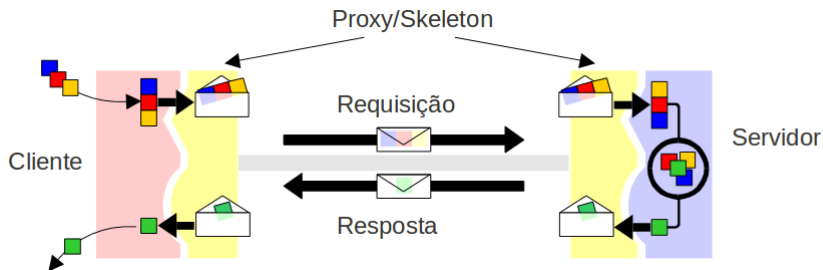 Proxy/Skeleton
Requisição
Cliente
Servidor
Resposta